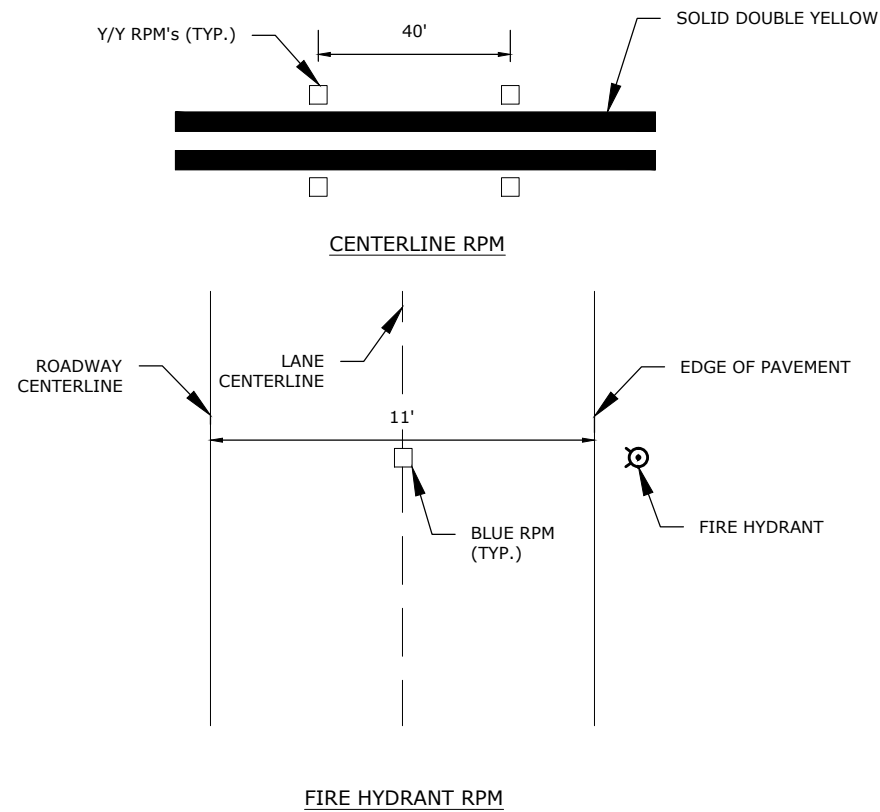 SOLID DOUBLE YELLOW
Y/Y RPM's (TYP.)
40'
CENTERLINE RPM
ROADWAY
CENTERLINE
LANE
CENTERLINE
EDGE OF PAVEMENT
11'
BLUE RPM
(TYP.)
FIRE HYDRANT
FIRE HYDRANT RPM